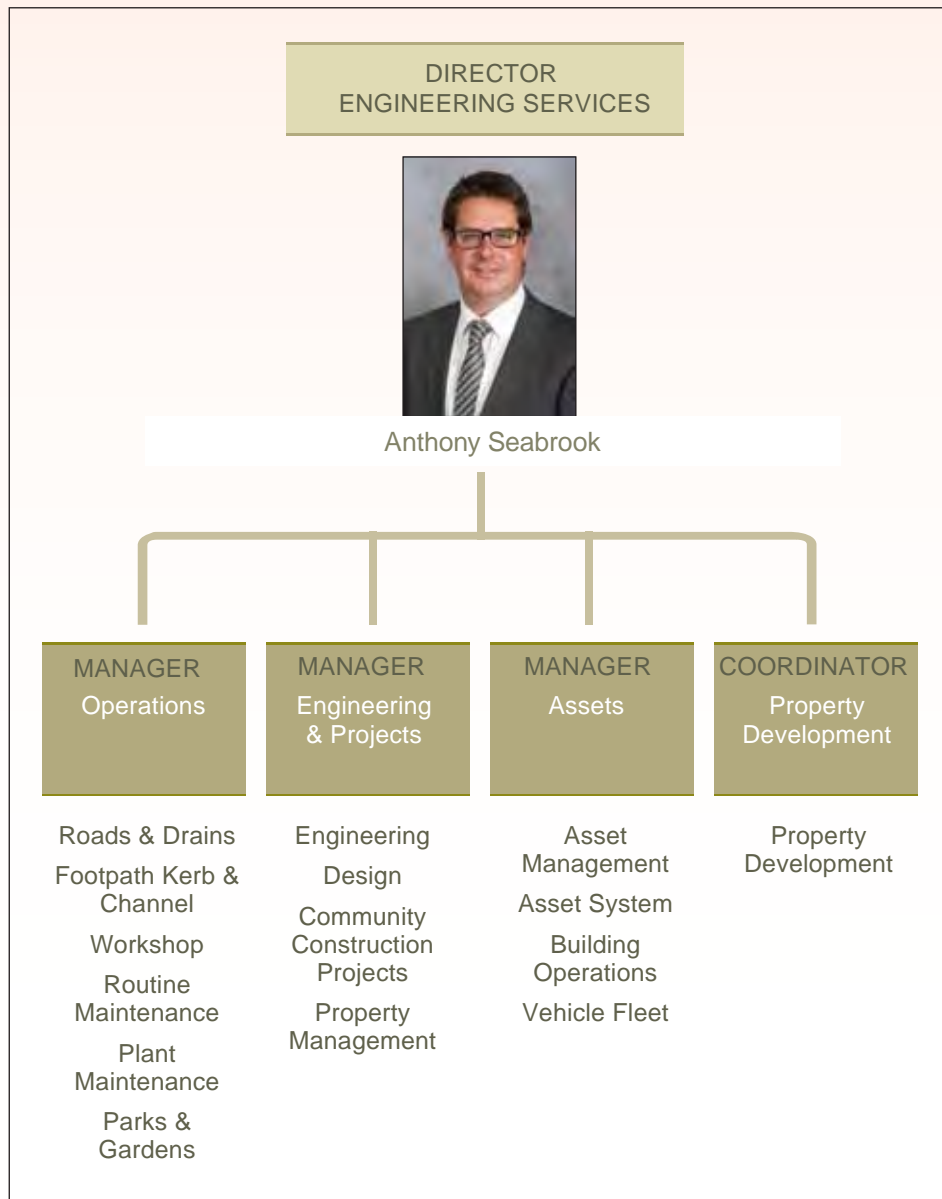 DIRECTOR
ENGINEERING SERVICES
Anthony Seabrook
MANAGER
Operations
Roads & Drains
Footpath Kerb &
Channel
Workshop
Routine
Maintenance
Plant
Maintenance
Parks &
Gardens
MANAGER
Engineering
& Projects
Engineering
Design
Community
Construction
Projects
Property
Management
MANAGER
Assets
Asset
Management
Asset System
Building
Operations
Vehicle Fleet
COORDINATOR
Property
Development
Property
Development